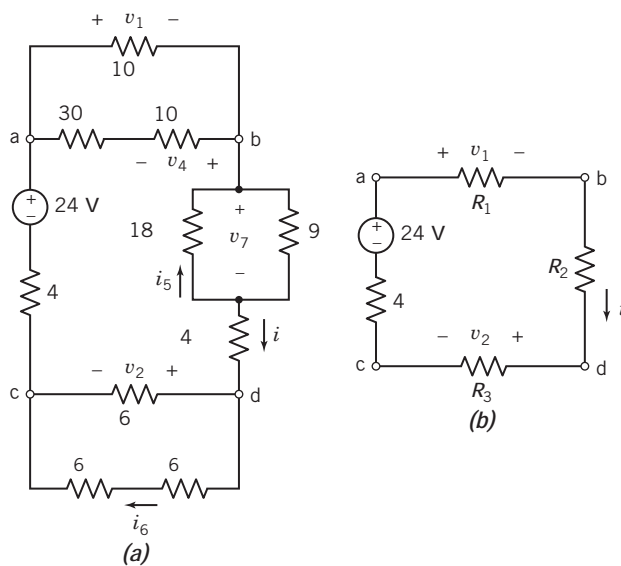 + v₁ −
10
30 10
a b
− v₄ +
24 V
+
−
18 + 9
v₇
−
i₅
4
4 i
c − v₂ + d
6
6 6
i₆
(a)
+ v₁ −
a b
R₁
24 V
+
−
R₂
4
i
− v₂ +
c d
R₃
(b)